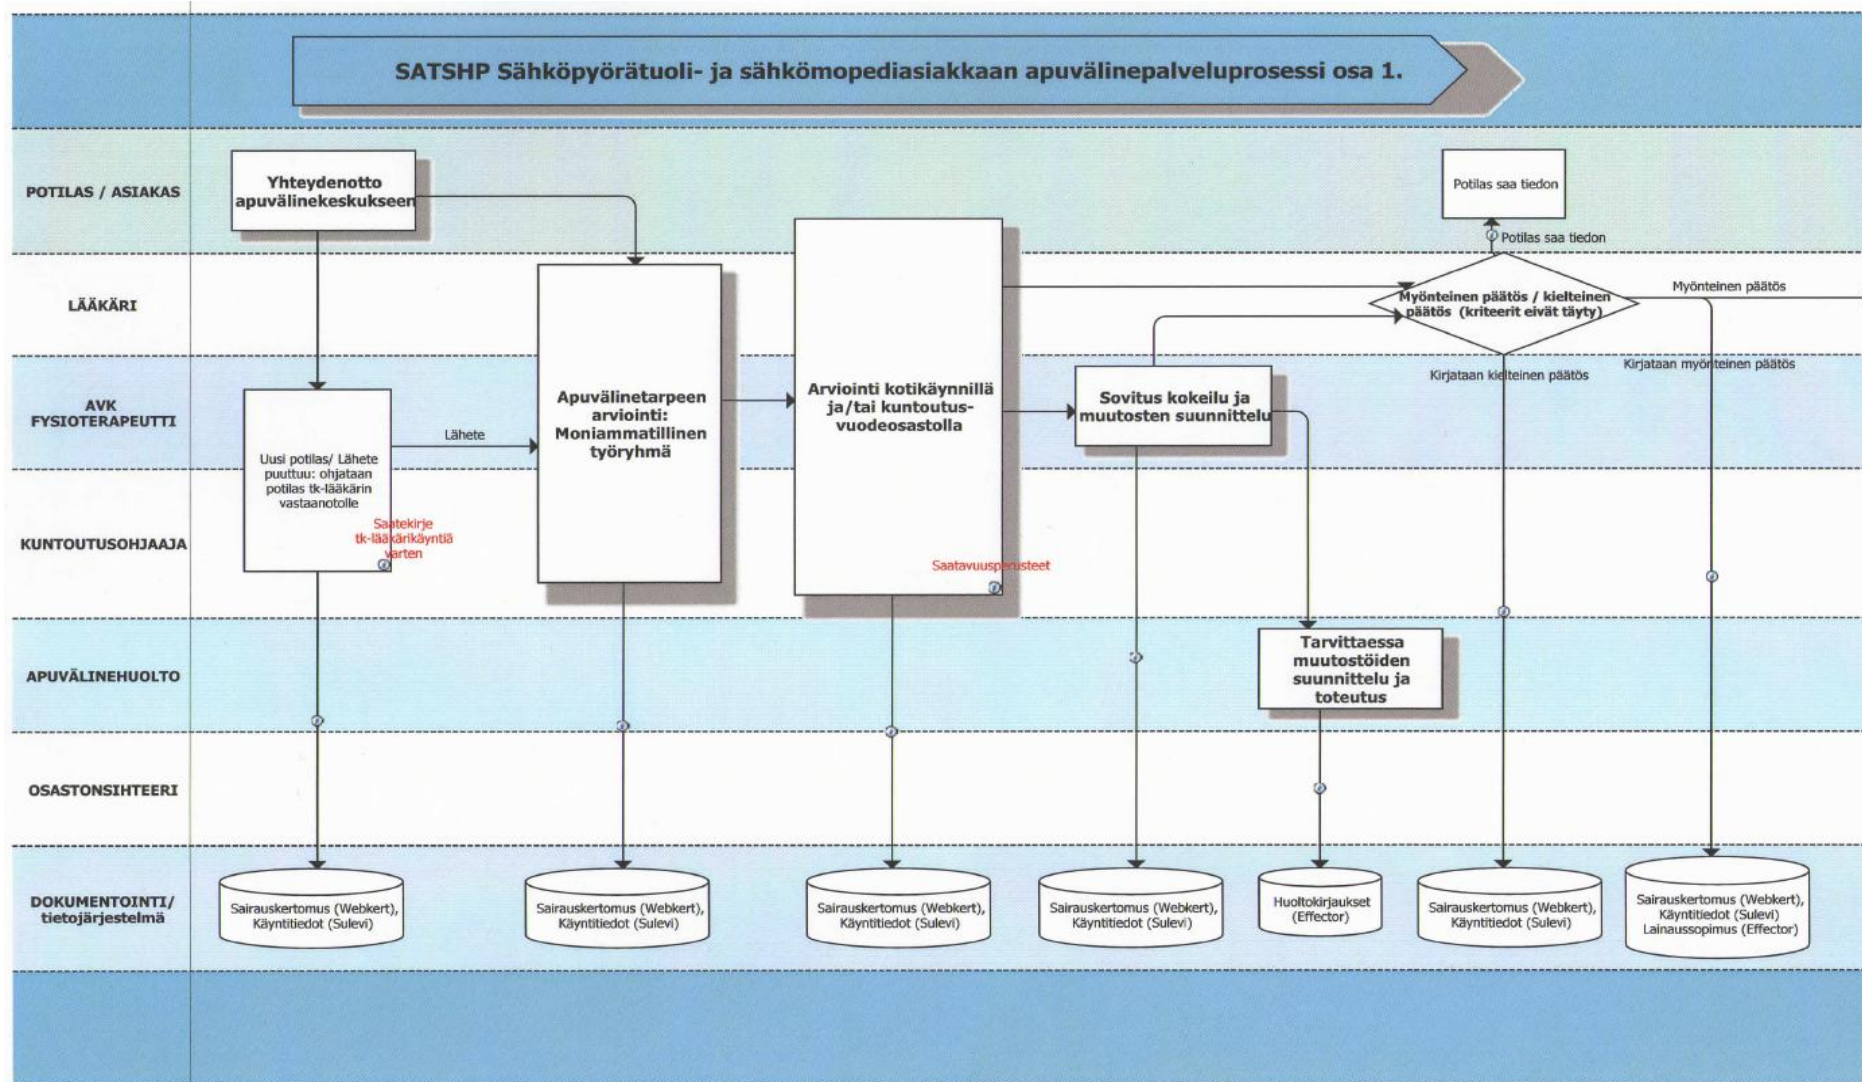 SATSHP Sähköpyörätuoli- ja sähkömopediasiakkaan apuvälinepalveluprosessi osa 1.
POTILAS / ASIAKAS
Yhteydenotto
apuvälinekeskukseen
Potilas saa tiedon
Potilas saa tiedon
LÄÄKÄRI
Myönteinen päätös / kielteinen
päätös (kriteerit eivät täyty)
Myönteinen päätös
Kirjataan kielteinen päätös
Kirjataan myönteinen päätös
AVK
FYSIOTERAPEUTTI
Uusi potilas/ Lähete
puuttuu: ohjataan
potilas tk-lääkärin
vastaanotolle
Saatekirje
tk-lääkärikäyntiä
varten
Lähete
Apuvälinetarpeen
arviointi:
Moniammatillinen
työryhmä
Arviointi kotikäynnillä
ja/tai kuntoutus-
vuodeosastolla
Saatavuusperusteet
Sovitus kokeilu ja
muutosten suunnittelu
KUNTOUTUSOHJAAJA
APUVÄLINEHUOLTO
Tarvittaessa
muutostöiden
suunnittelu ja
toteutus
OSASTONSIHTEERI
DOKUMENTOINTI/
tietojärjestelmä
Sairauskertomus (Webkert),
Käyntitiedot (Sulevi)
Sairauskertomus (Webkert),
Käyntitiedot (Sulevi)
Sairauskertomus (Webkert),
Käyntitiedot (Sulevi)
Sairauskertomus (Webkert),
Käyntitiedot (Sulevi)
Huoltokirjaukset
(Effector)
Sairauskertomus (Webkert),
Käyntitiedot (Sulevi)
Sairauskertomus (Webkert),
Käyntitiedot (Sulevi)
Lainaussopimus (Effector)